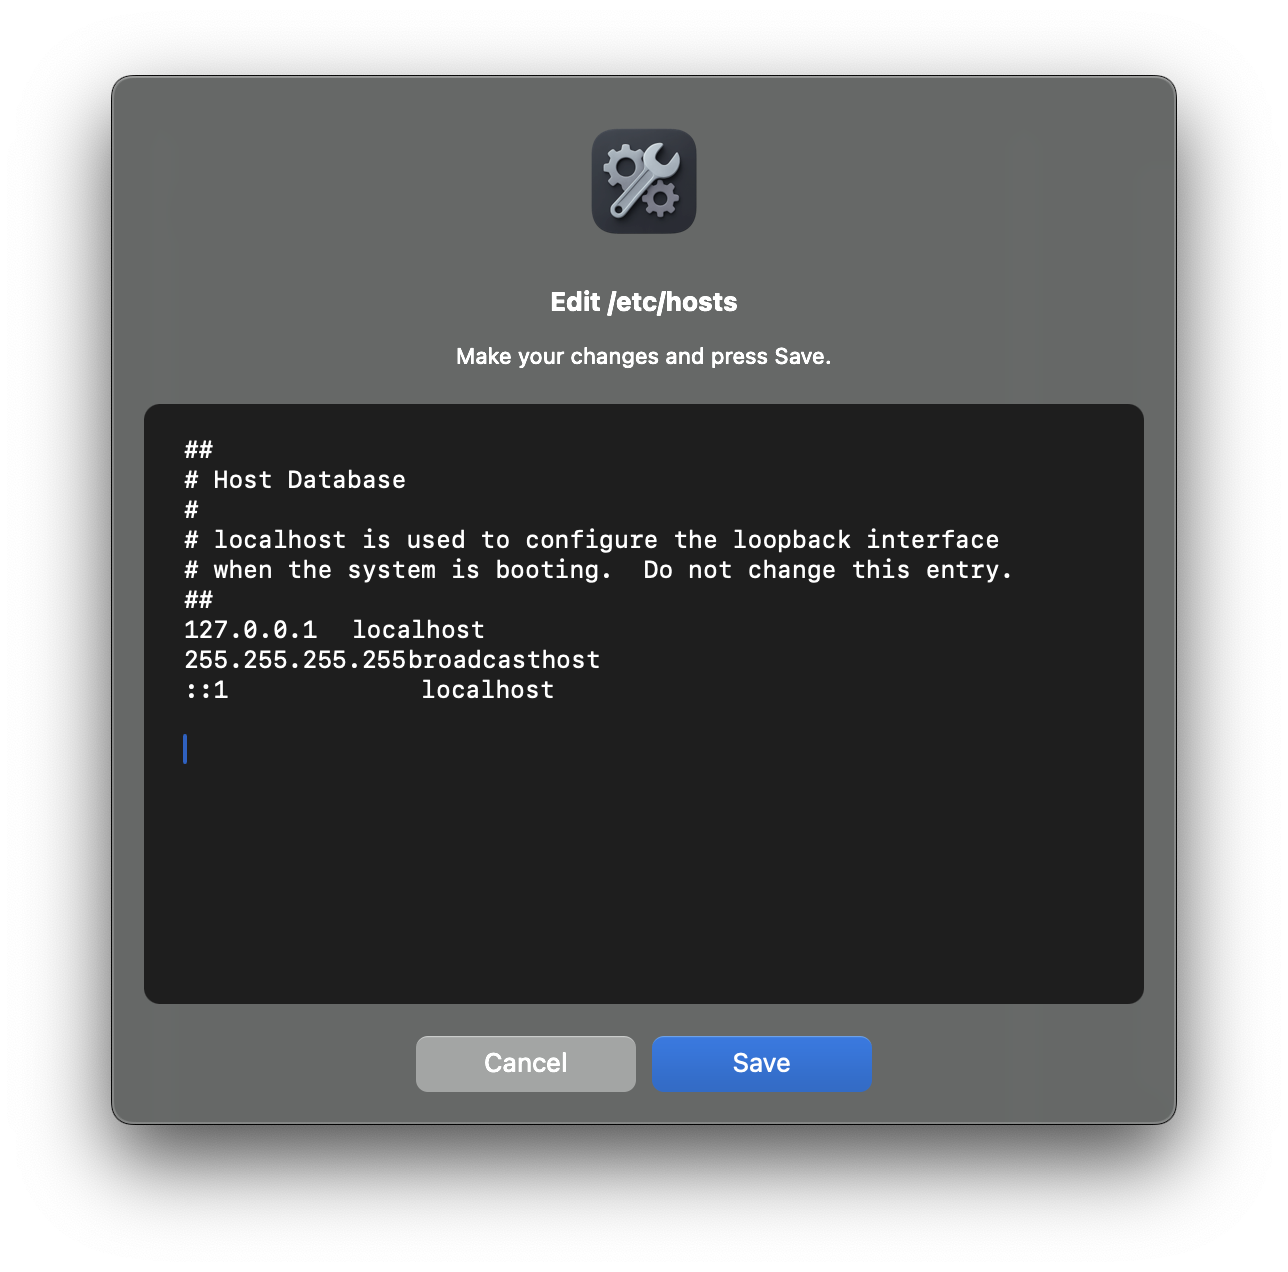 Edit /etc/hosts
Make your changes and press Save.
##
# Host Database
#
# localhost is used to configure the loopback interface
# when the system is booting.  Do not change this entry.
##
127.0.0.1	localhost
255.255.255.255	broadcasthost
::1             localhost
Cancel
Save